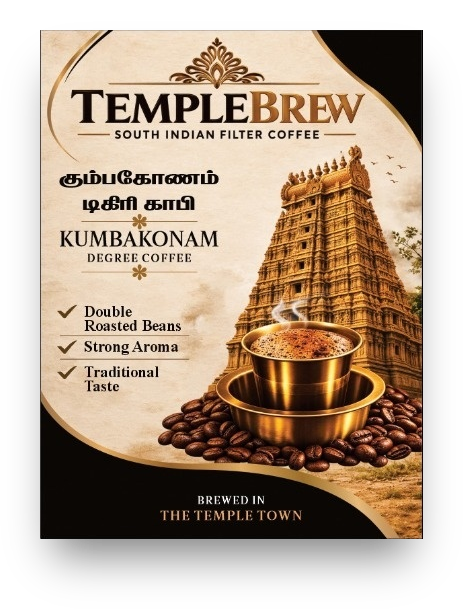 TEMPLEBREW
SOUTH INDIAN FILTER COFFEE
கும்பகோணம்
டிகிரி காபி
KUMBAKONAM
DEGREE COFFEE
Double
Roasted Beans
Strong Aroma
Traditional
Taste
BREWED IN
THE TEMPLE TOWN